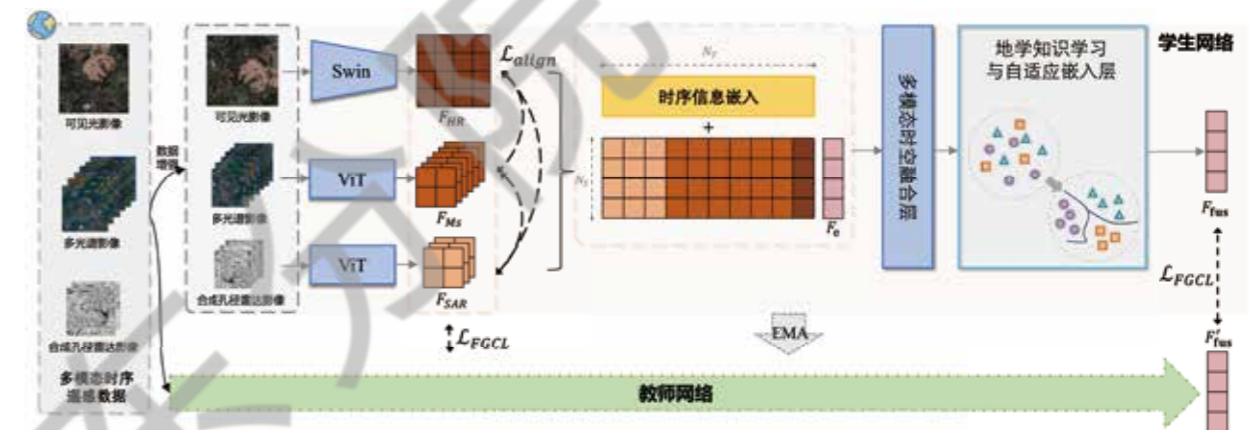 可见光影像
多光谱影像
合成孔径雷达影像
多模态时序
遥感数据
数据
增强
可见光影像
多光谱影像
合成孔径雷达影像
Swin
ViT
ViT
F_HR
F_Ms
F_SAR
ℒ_align
ℒ_FGCL
N_T
时序信息嵌入
+
N_S
F_e
多模态时空融合层
地学知识学习
与自适应嵌入层
学生网络
F_fus
ℒ_FGCL
F'_fus
EMA
教师网络